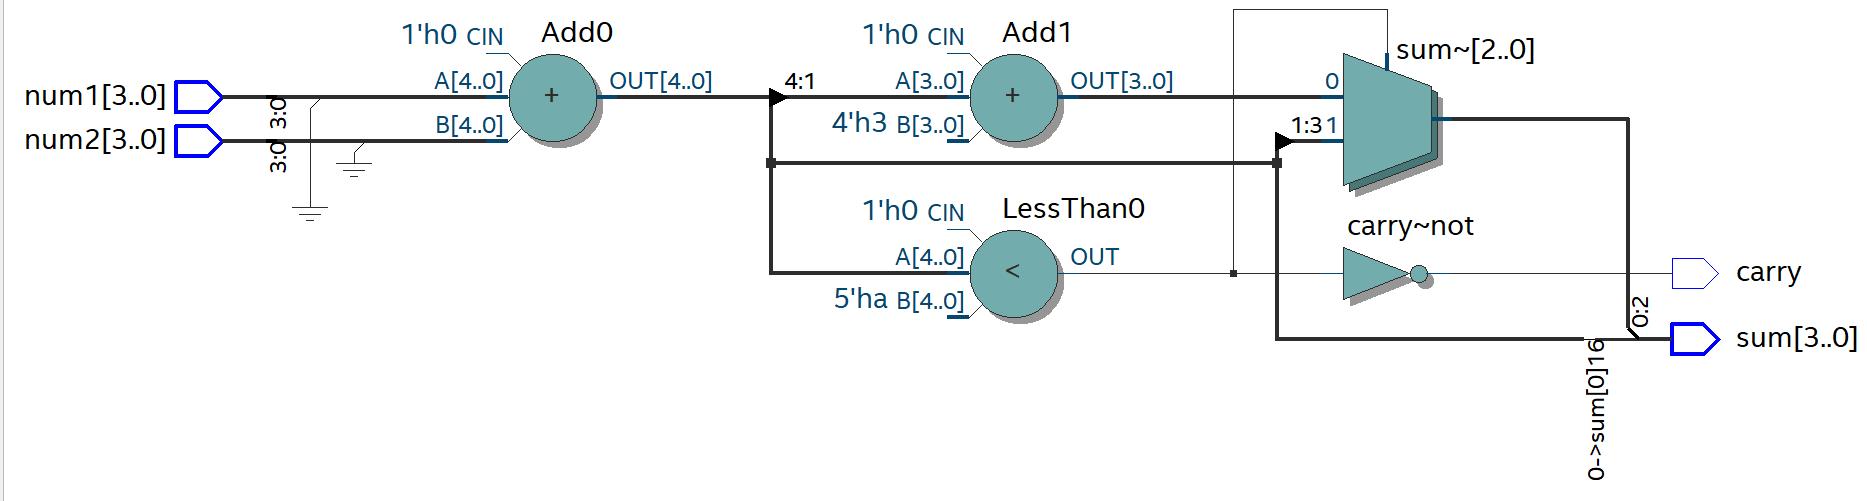 Add0
1'h0 CIN
A[4..0]
B[4..0]
+
OUT[4..0]
num1[3..0]
num2[3..0]
3:0
3:0
4:1
Add1
1'h0 CIN
A[3..0]
4'h3 B[3..0]
+
OUT[3..0]
LessThan0
1'h0 CIN
A[4..0]
5'ha B[4..0]
<
OUT
sum~[2..0]
0
1:3 1
carry~not
carry
0:2
sum[3..0]
0->sum[0]16